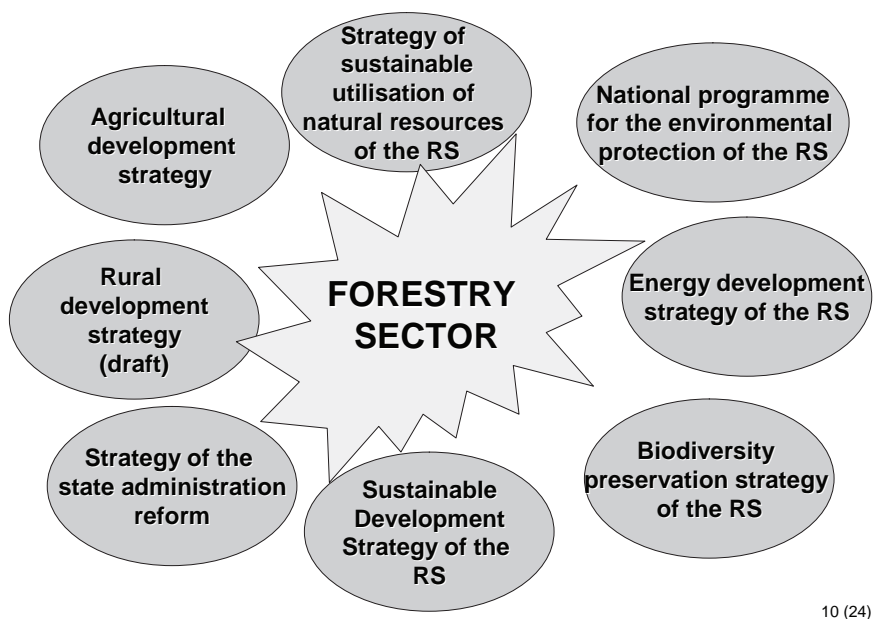 Strategy of
sustainable
utilisation of
natural resources
of the RS
Agricultural
development
strategy
National programme
for the environmental
protection of the RS
Rural
development
strategy
(draft)
FORESTRY
SECTOR
Energy development
strategy of the RS
Strategy of the
state administration
reform
Sustainable
Development
Strategy of the
RS
Biodiversity
preservation strategy
of the RS
10 (24)